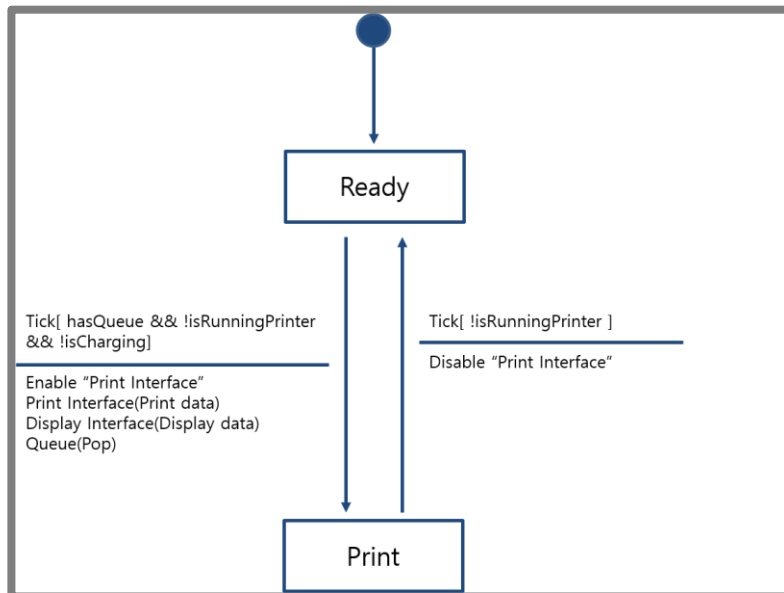 Ready
Tick[ hasQueue && !isRunningPrinter
&& !isCharging]
Enable “Print Interface”
Print Interface(Print data)
Display Interface(Display data)
Queue(Pop)
Tick[ !isRunningPrinter ]
Disable “Print Interface”
Print